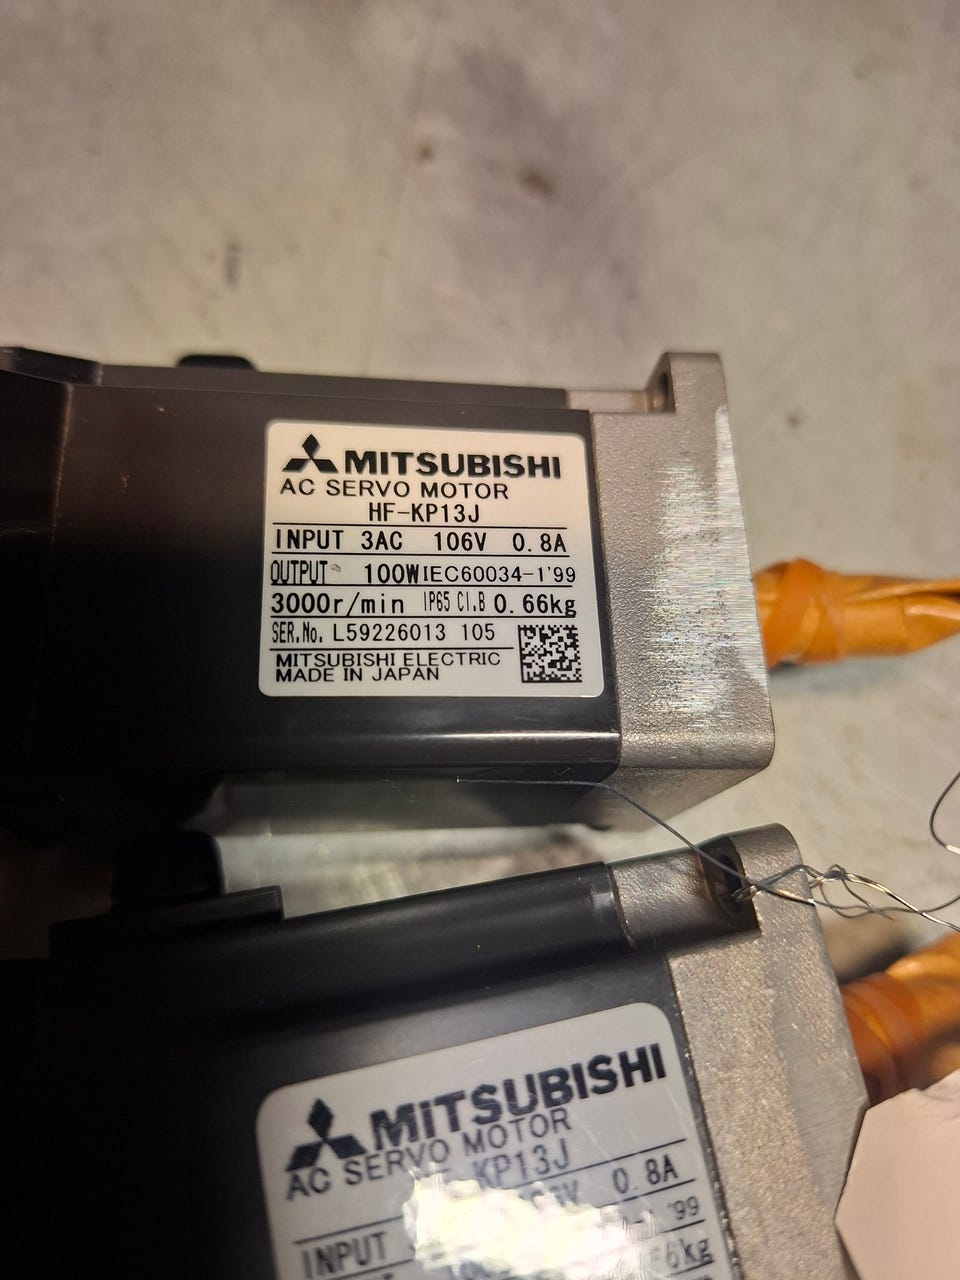 MITSUBISHI
AC SERVO MOTOR
HF-KP13J
INPUT 3AC 106V 0.8A
OUTPUT 100W IEC60034-1'99
3000r/min IP65 Cl.B 0.66kg
SER.No. L59226013 105
MITSUBISHI ELECTRIC
MADE IN JAPAN
MITSUBISHI
AC SERVO MOTOR
KP13J
INPUT 0.8A
'99